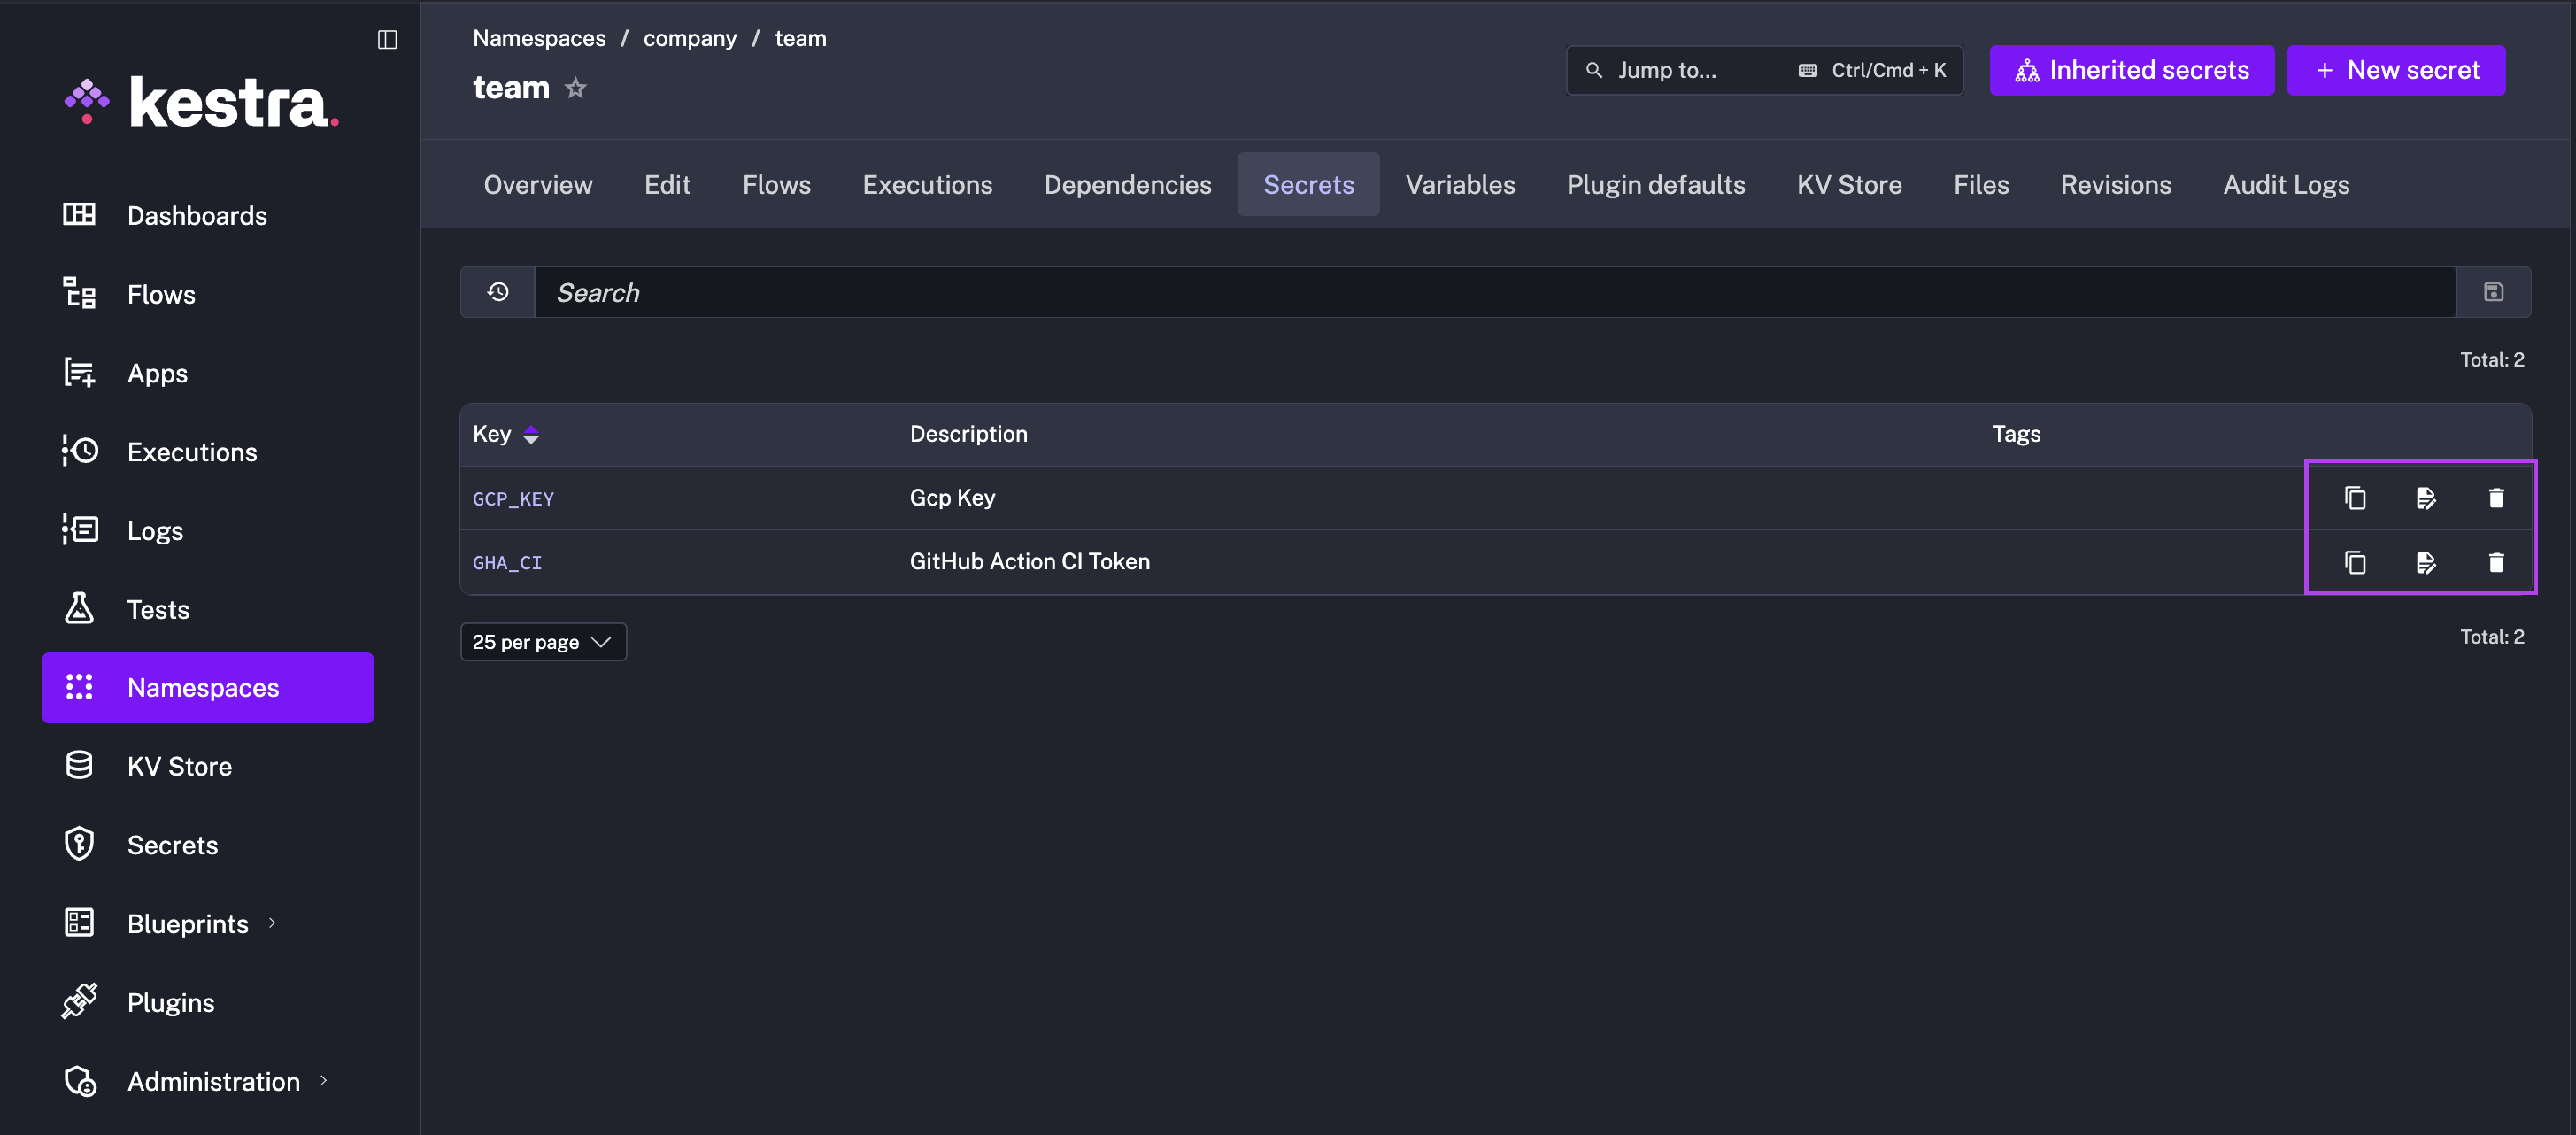 kestra.
Dashboards
Flows
Apps
Executions
Logs
Tests
Namespaces
KV Store
Secrets
Blueprints
Plugins
Administration
Namespaces / company / team
team
Jump to... Ctrl/Cmd + K
Inherited secrets
+ New secret
Overview Edit Flows Executions Dependencies Secrets Variables Plugin defaults KV Store Files Revisions Audit Logs
Search
Total: 2
Key Description Tags
GCP_KEY Gcp Key
GHA_CI GitHub Action CI Token
25 per page
Total: 2